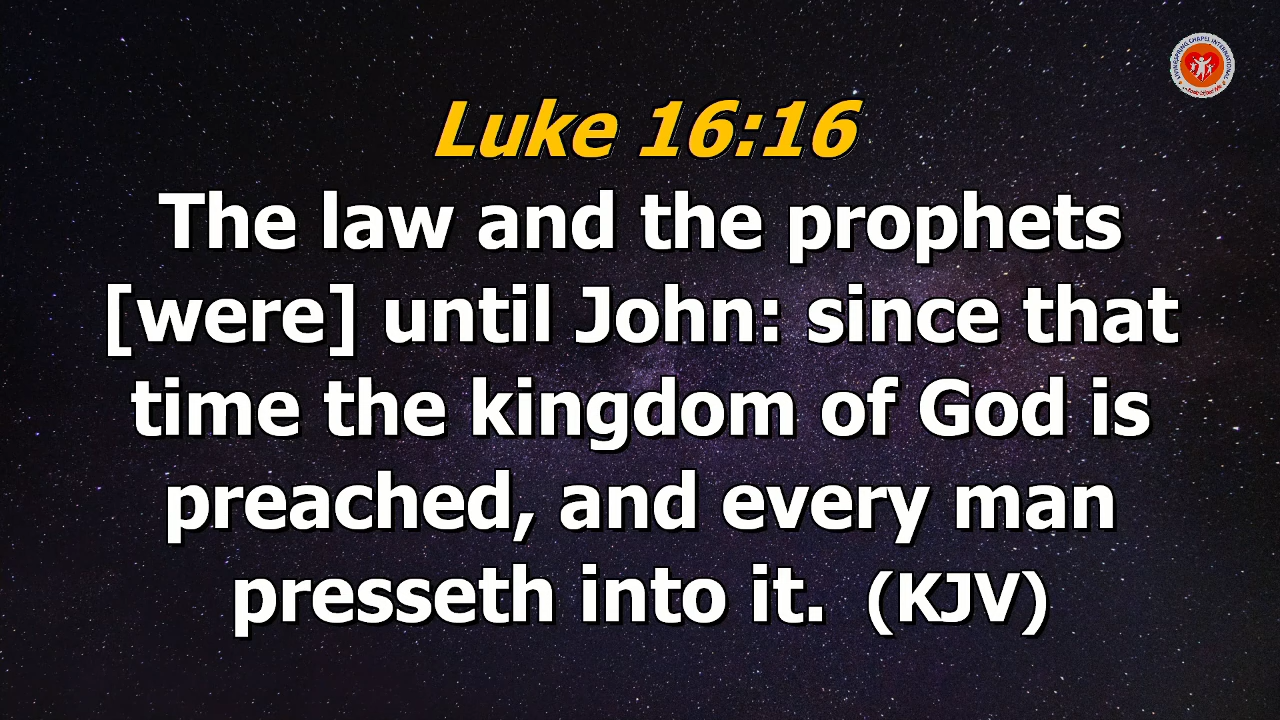 Luke 16:16
The law and the prophets
[were] until John: since that
time the kingdom of God is
preached, and every man
presseth into it. (KJV)